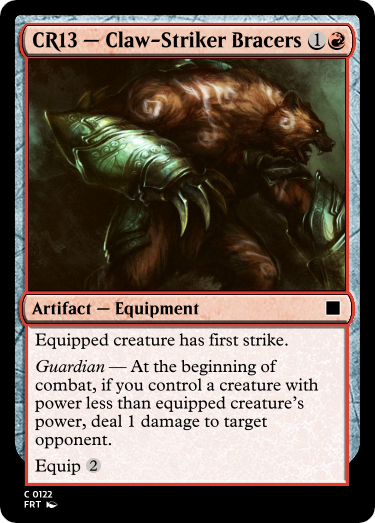 CR13 — Claw-Striker Bracers 1
Artifact — Equipment
Equipped creature has first strike.
Guardian — At the beginning of
combat, if you control a creature with
power less than equipped creature's
power, deal 1 damage to target
opponent.
Equip 2
C 0122
FRT